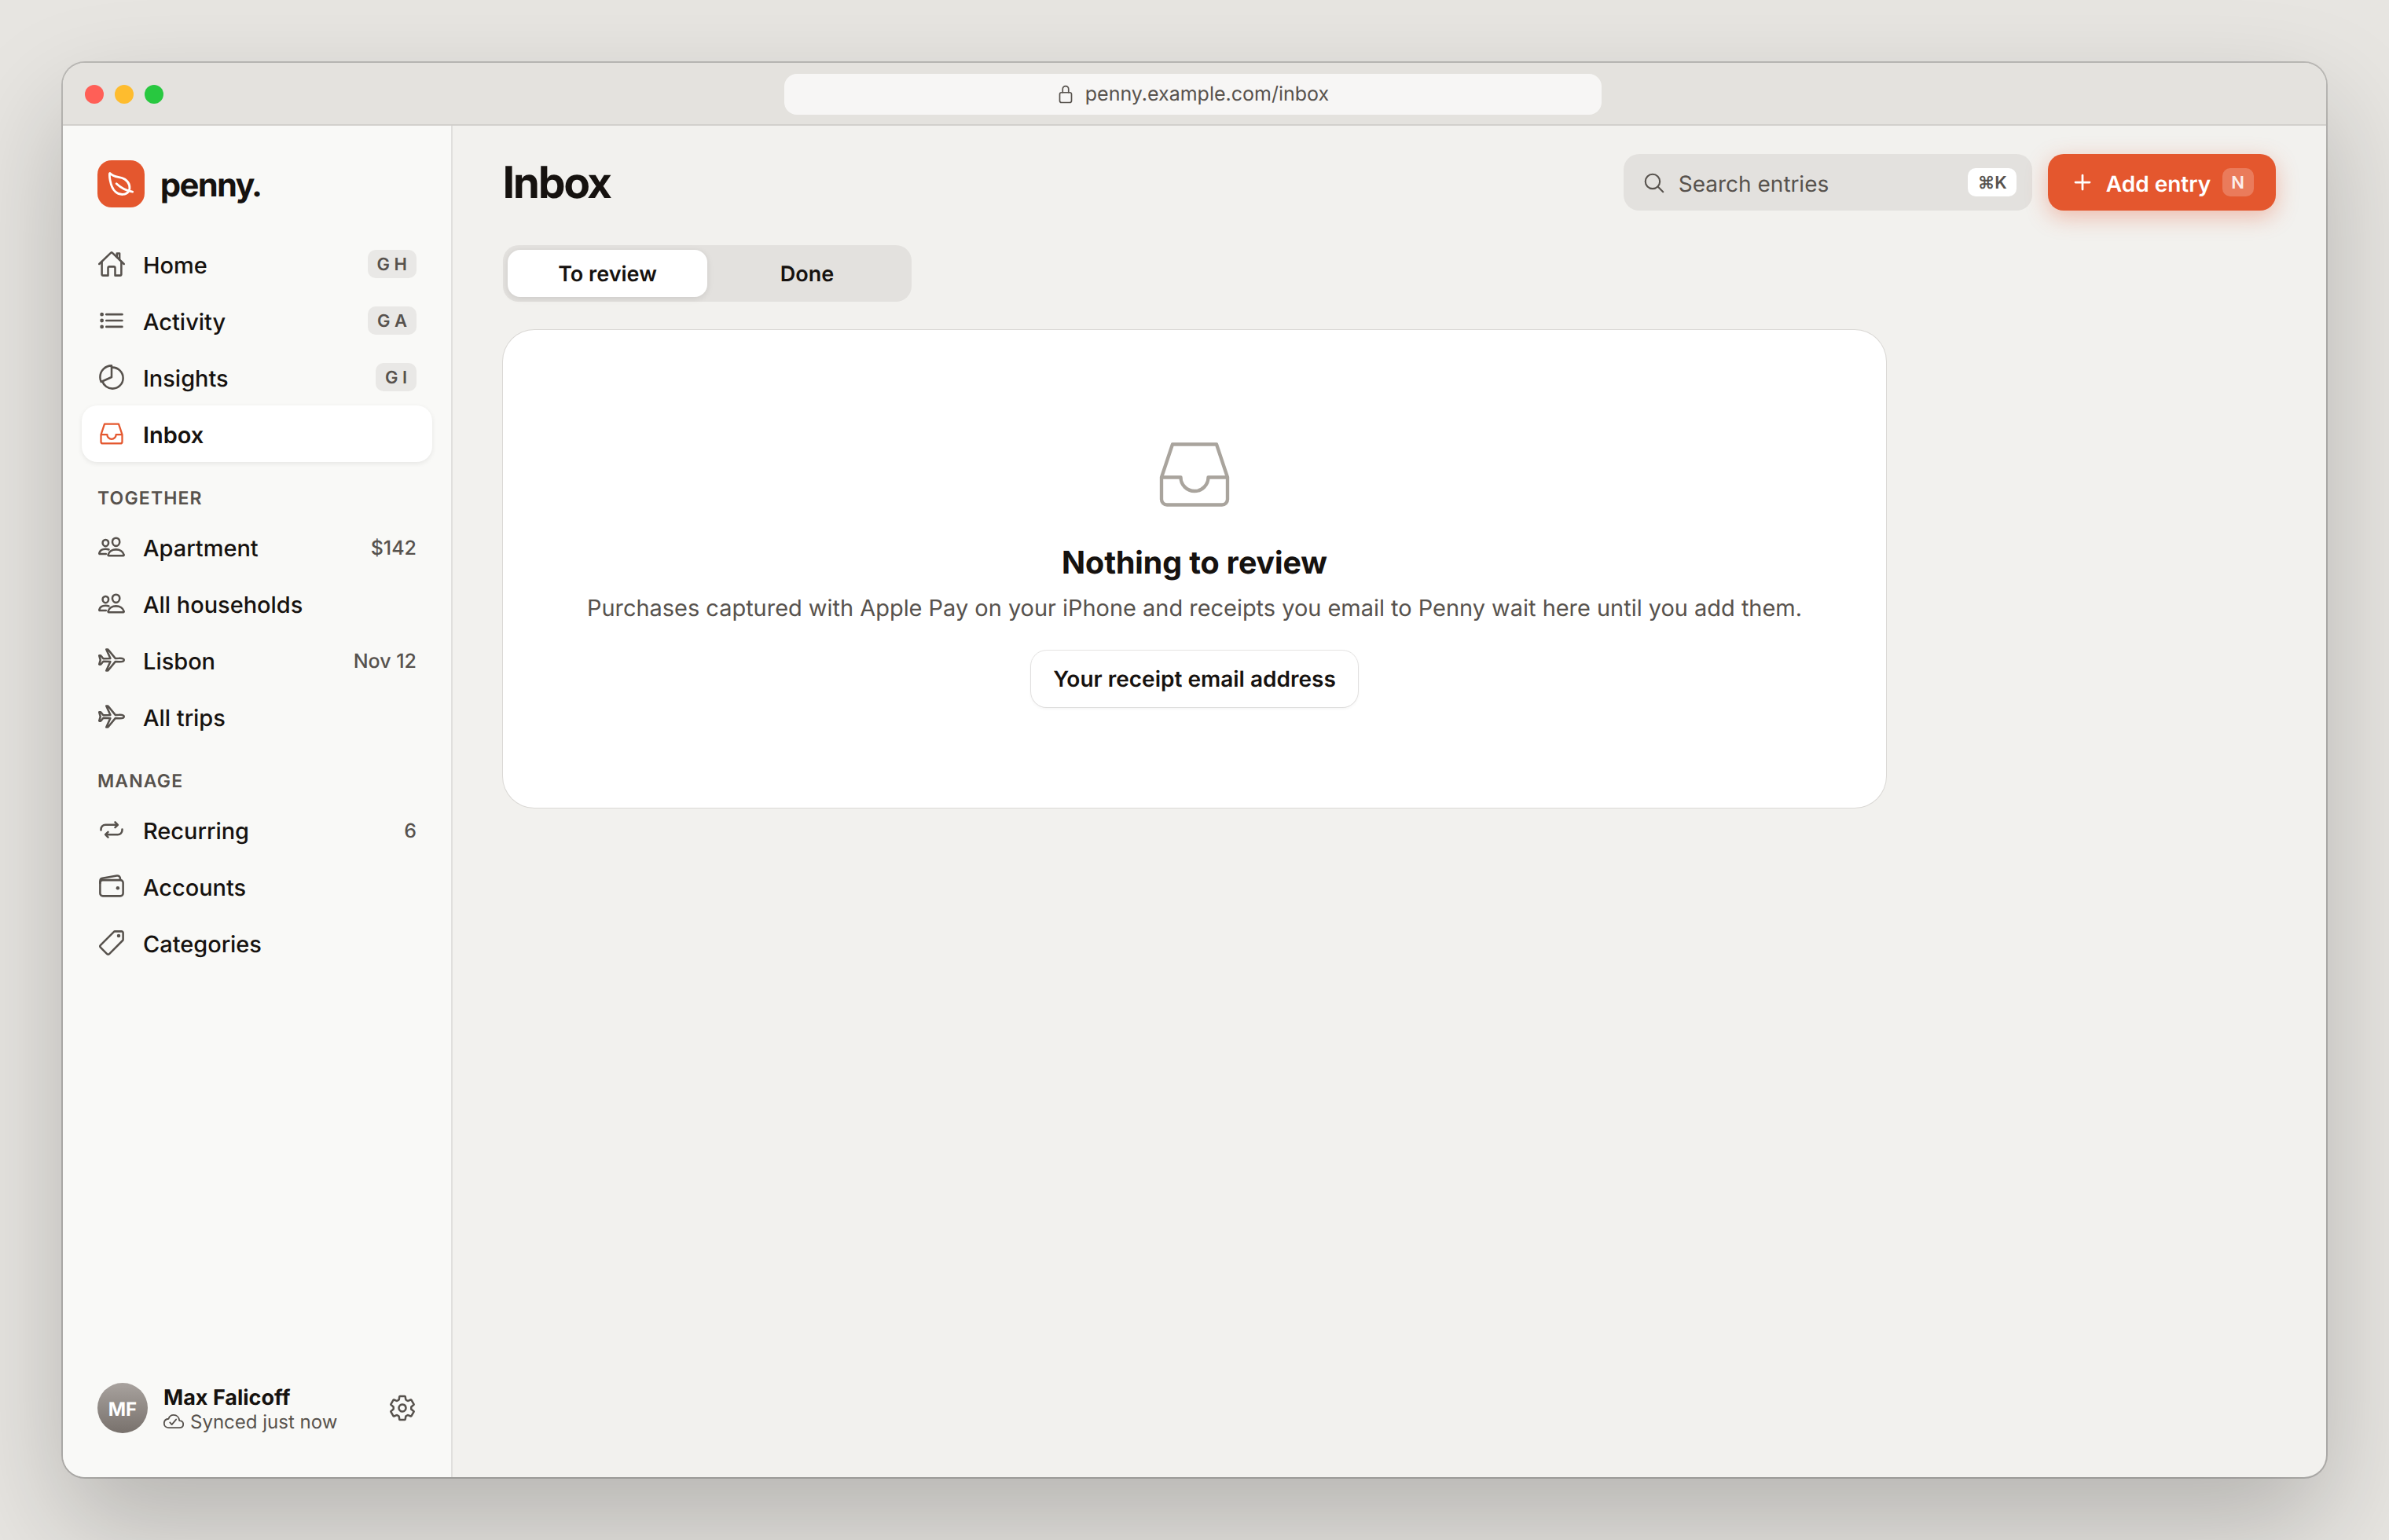 penny.example.com/inbox
penny.
Home G H
Activity G A
Insights G I
Inbox
TOGETHER
Apartment $142
All households
Lisbon Nov 12
All trips
MANAGE
Recurring 6
Accounts
Categories
MF
Max Falicoff
Synced just now
Inbox
Search entries ⌘K
+ Add entry N
To review
Done
Nothing to review
Purchases captured with Apple Pay on your iPhone and receipts you email to Penny wait here until you add them.
Your receipt email address